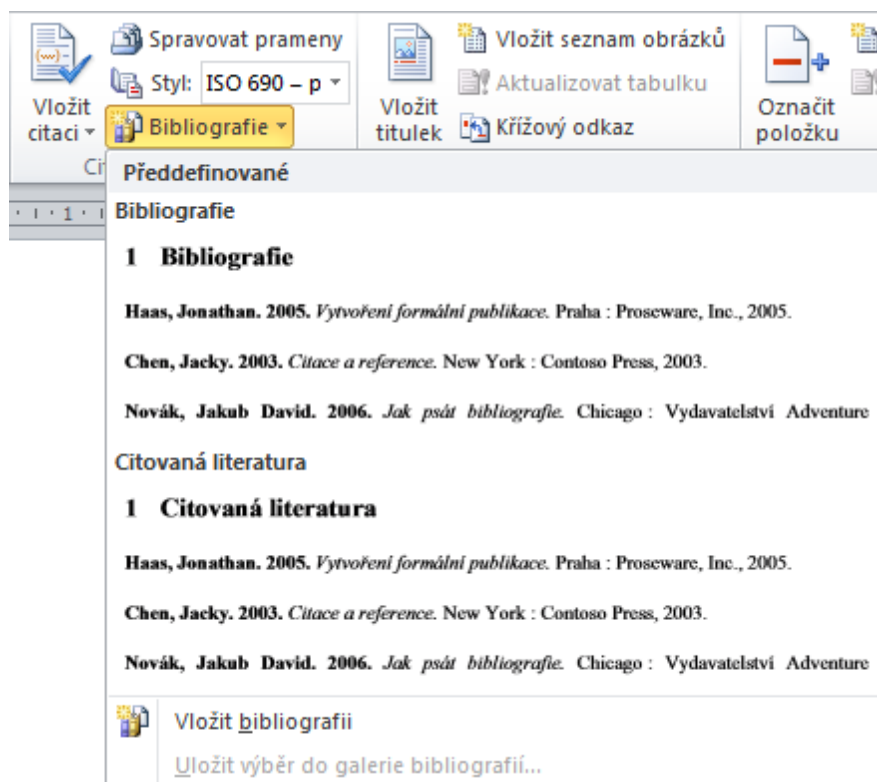 Spravovat prameny
Styl: ISO 690 – p
Vložit citaci
Bibliografie
Ci
Vložit seznam obrázků
Aktualizovat tabulku
Vložit titulek
Křížový odkaz
Označit položku
1
Předdefinované
Bibliografie
1 Bibliografie
Haas, Jonathan. 2005. Vytvoření formální publikace. Praha : Proseware, Inc., 2005.
Chen, Jacky. 2003. Citace a reference. New York : Contoso Press, 2003.
Novák, Jakub David. 2006. Jak psát bibliografie. Chicago : Vydavatelství Adventure
Citovaná literatura
1 Citovaná literatura
Haas, Jonathan. 2005. Vytvoření formální publikace. Praha : Proseware, Inc., 2005.
Chen, Jacky. 2003. Citace a reference. New York : Contoso Press, 2003.
Novák, Jakub David. 2006. Jak psát bibliografie. Chicago : Vydavatelství Adventure
Vložit bibliografii
Uložit výběr do galerie bibliografií...